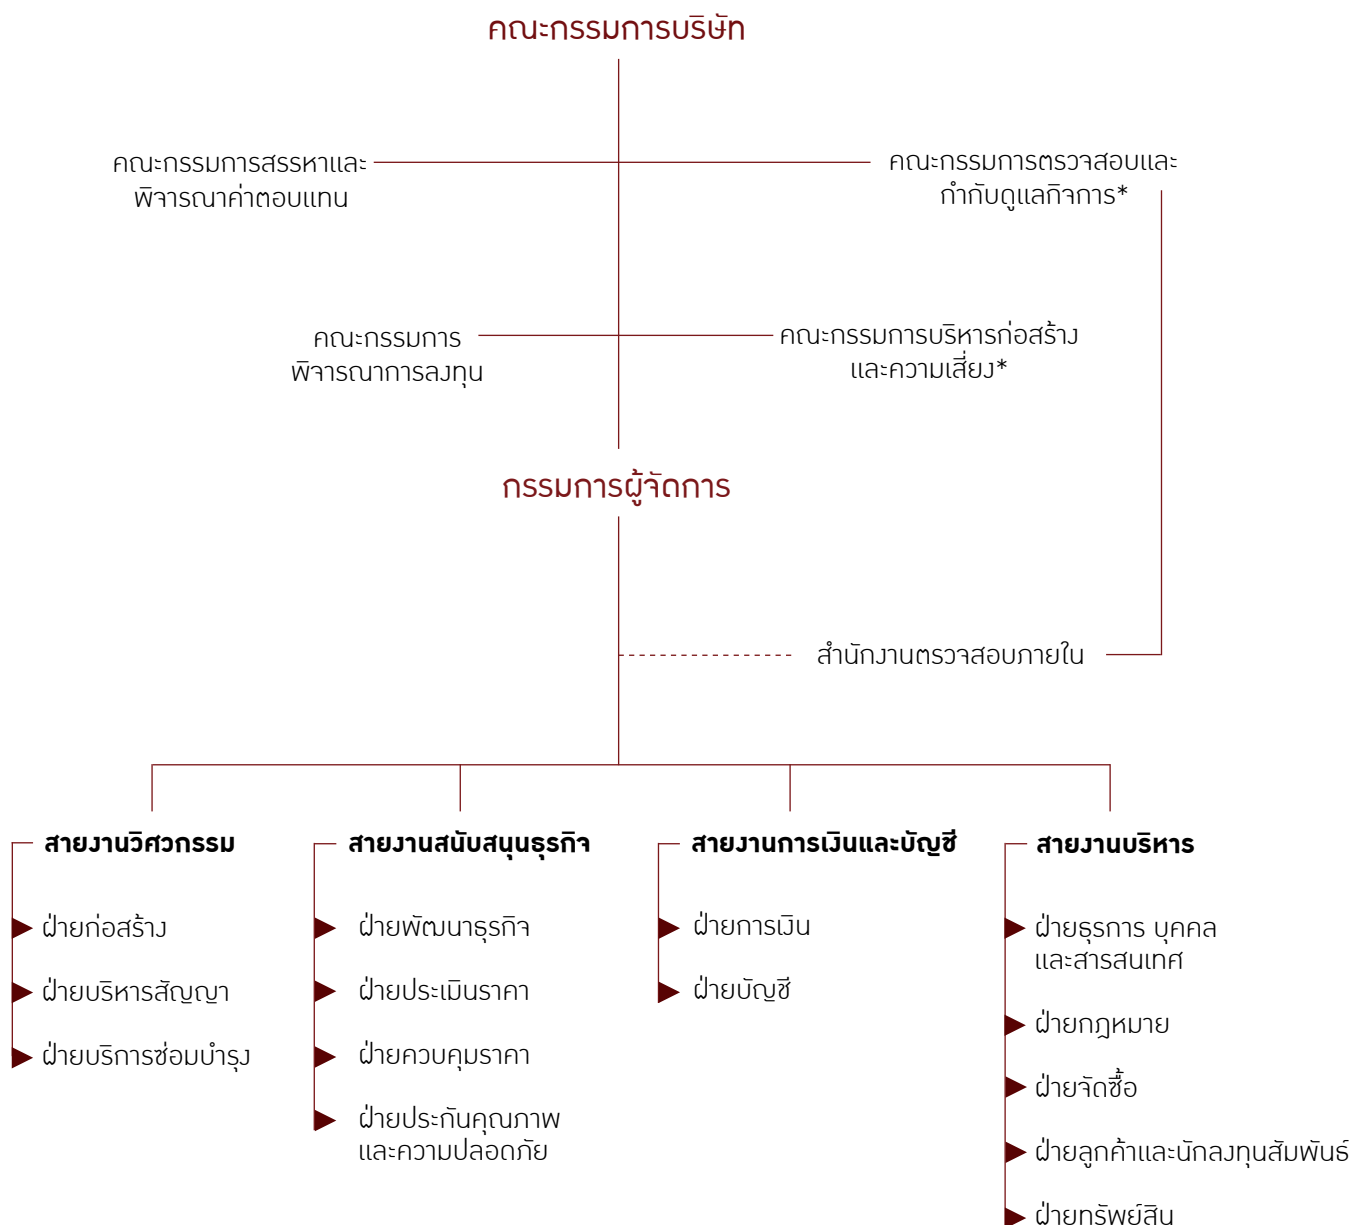 คณะกรรมการบริษัท
คณะกรรมการสรรหาและ
พิจารณาค่าตอบแทน
คณะกรรมการตรวจสอบและ
กำกับดูแลกิจการ*
คณะกรรมการ
พิจารณาการลงทุน
คณะกรรมการบริหารก่อสร้าง
และความเสี่ยง*
กรรมการผู้จัดการ
สำนักงานตรวจสอบภายใน
สายงานวิศวกรรม
ฝ่ายก่อสร้าง
ฝ่ายบริหารสัญญา
ฝ่ายบริการซ่อมบำรุง
สายงานสนับสนุนธุรกิจ
ฝ่ายพัฒนาธุรกิจ
ฝ่ายประเมินราคา
ฝ่ายควบคุมราคา
ฝ่ายประกันคุณภาพ
และความปลอดภัย
สายงานการเงินและบัญชี
ฝ่ายการเงิน
ฝ่ายบัญชี
สายงานบริหาร
ฝ่ายธุรการ บุคคล
และสารสนเทศ
ฝ่ายกฎหมาย
ฝ่ายจัดซื้อ
ฝ่ายลูกค้าและนักลงทุนสัมพันธ์
ฝ่ายทรัพย์สิน